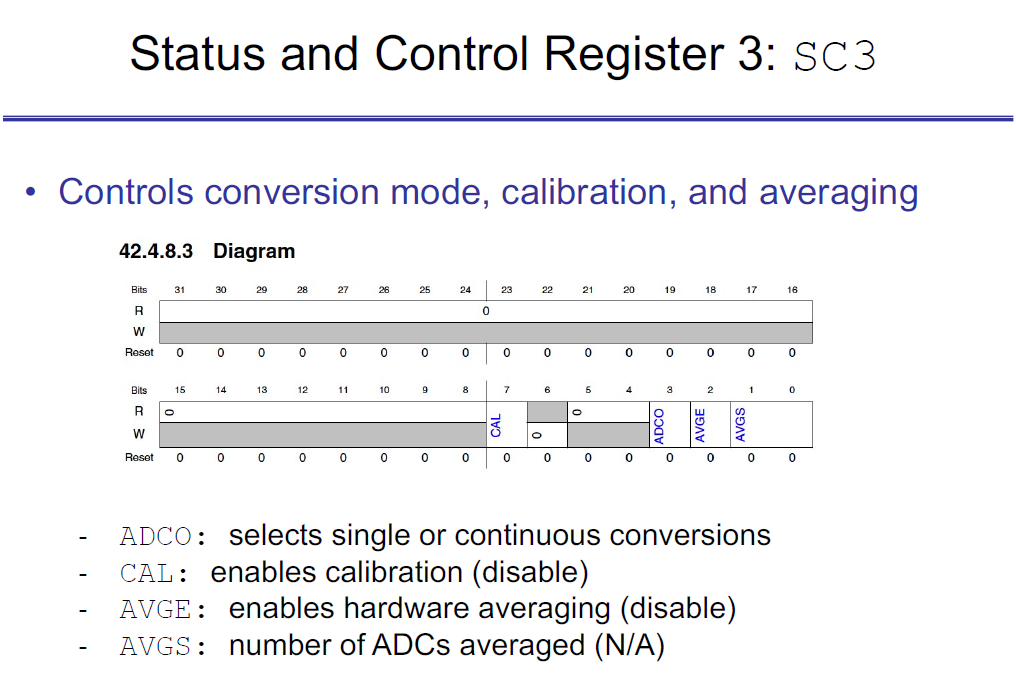 Status and Control Register 3: SC3
• Controls conversion mode, calibration, and averaging
42.4.8.3 Diagram
Bits 31 30 29 28 27 26 25 24 23 22 21 20 19 18 17 16
R 0
W
Reset 0 0 0 0 0 0 0 0 0 0 0 0 0 0 0 0
Bits 15 14 13 12 11 10 9 8 7 6 5 4 3 2 1 0
R 0 CAL 0 ADCO AVGE AVGS
W 0
Reset 0 0 0 0 0 0 0 0 0 0 0 0 0 0 0 0
- ADCO: selects single or continuous conversions
- CAL: enables calibration (disable)
- AVGE: enables hardware averaging (disable)
- AVGS: number of ADCs averaged (N/A)